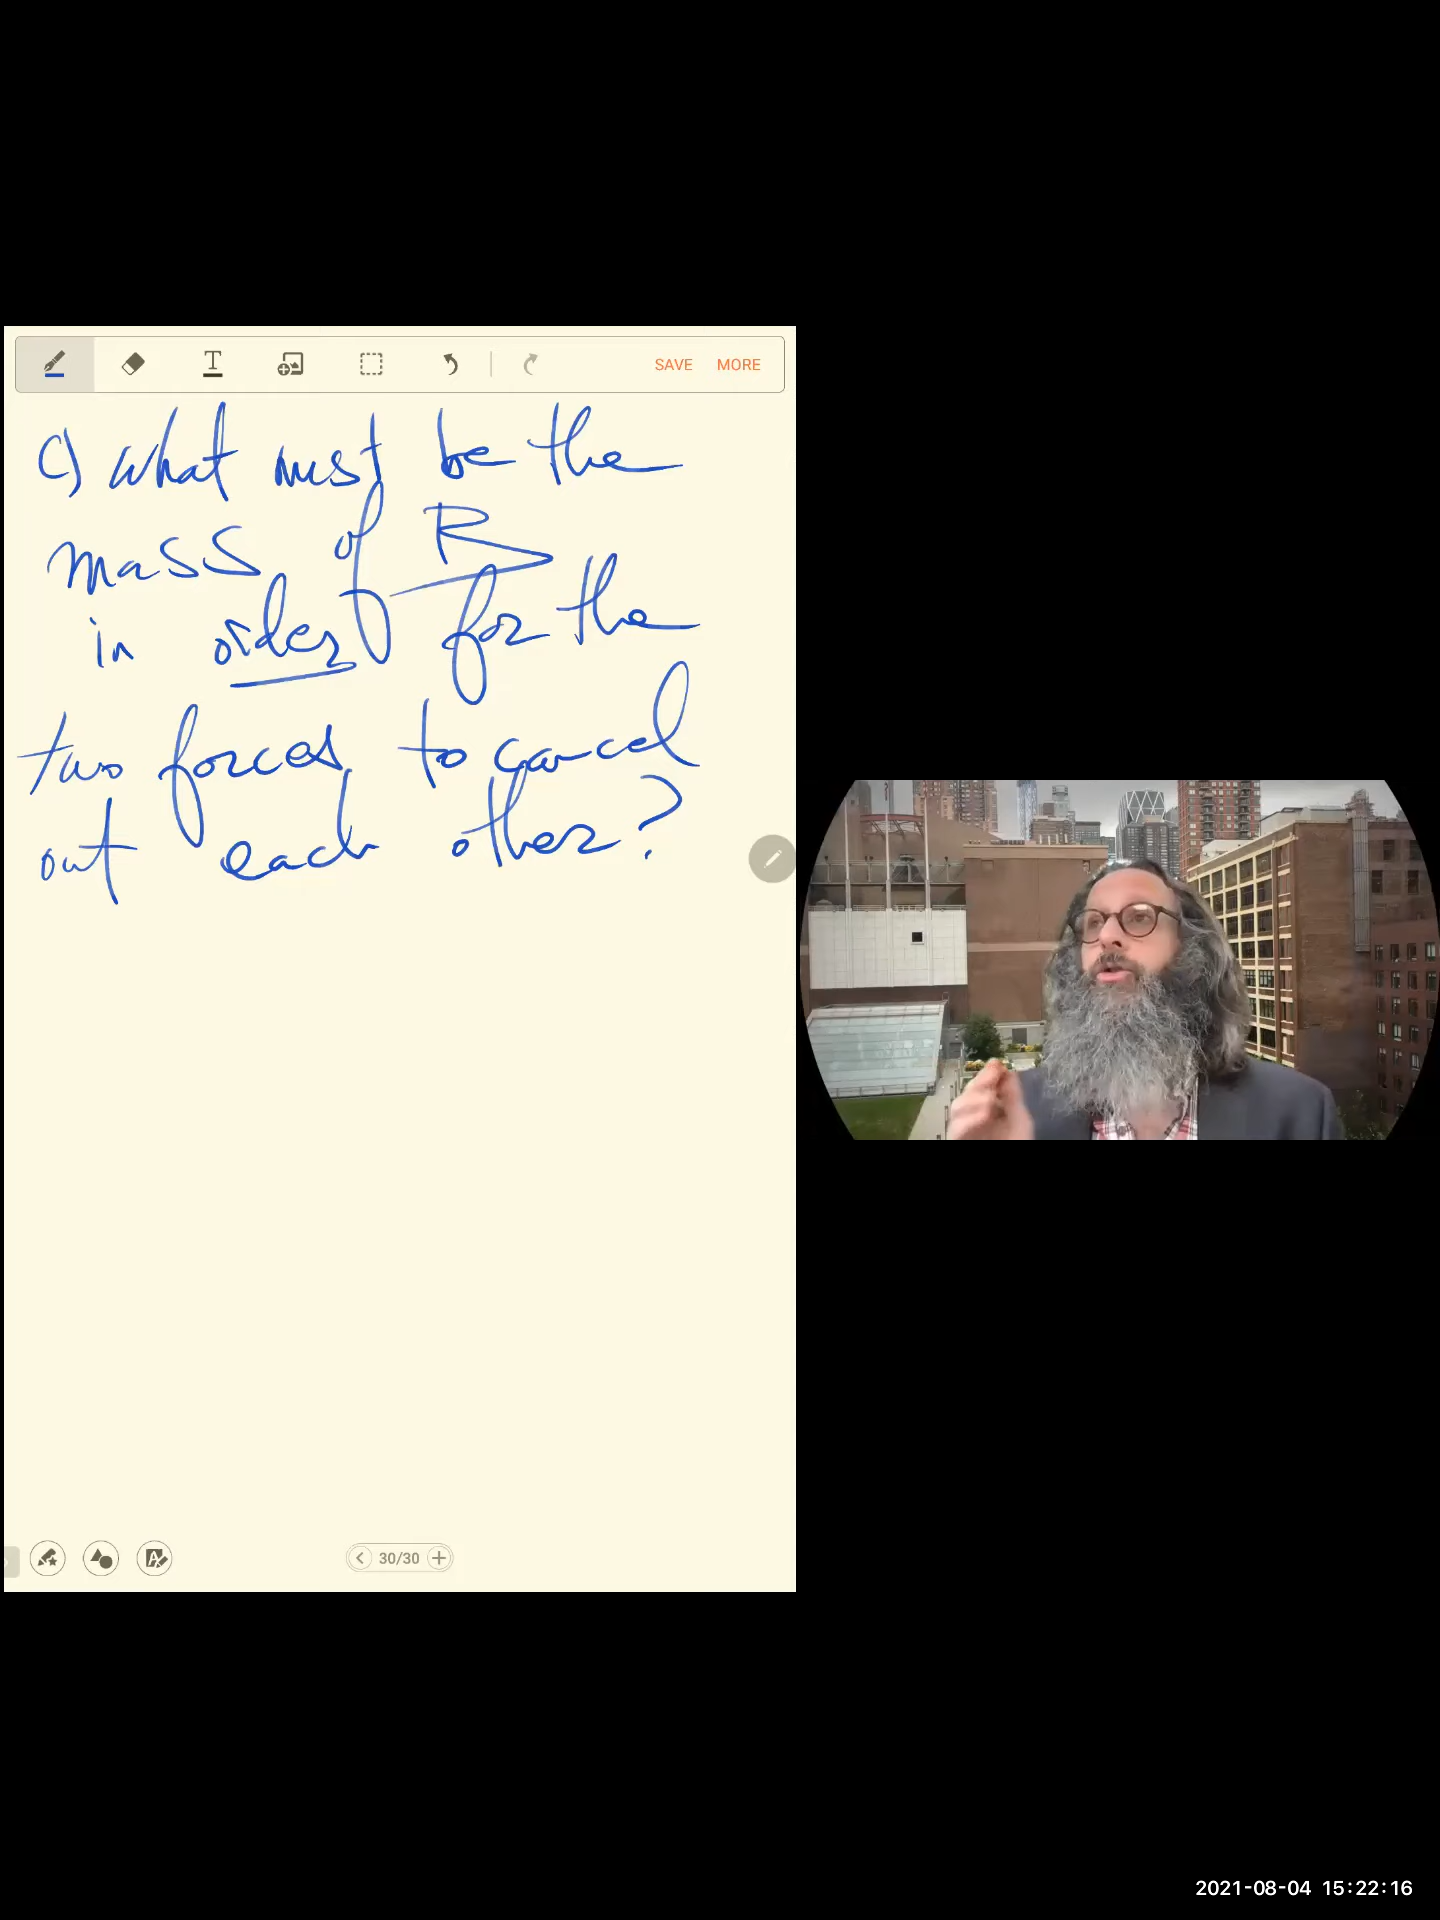 T
SAVE MORE
c) what must be the
mass of R
in order for the
two forces to cancel
out each other?
30/30
2021-08-04 15:22:16